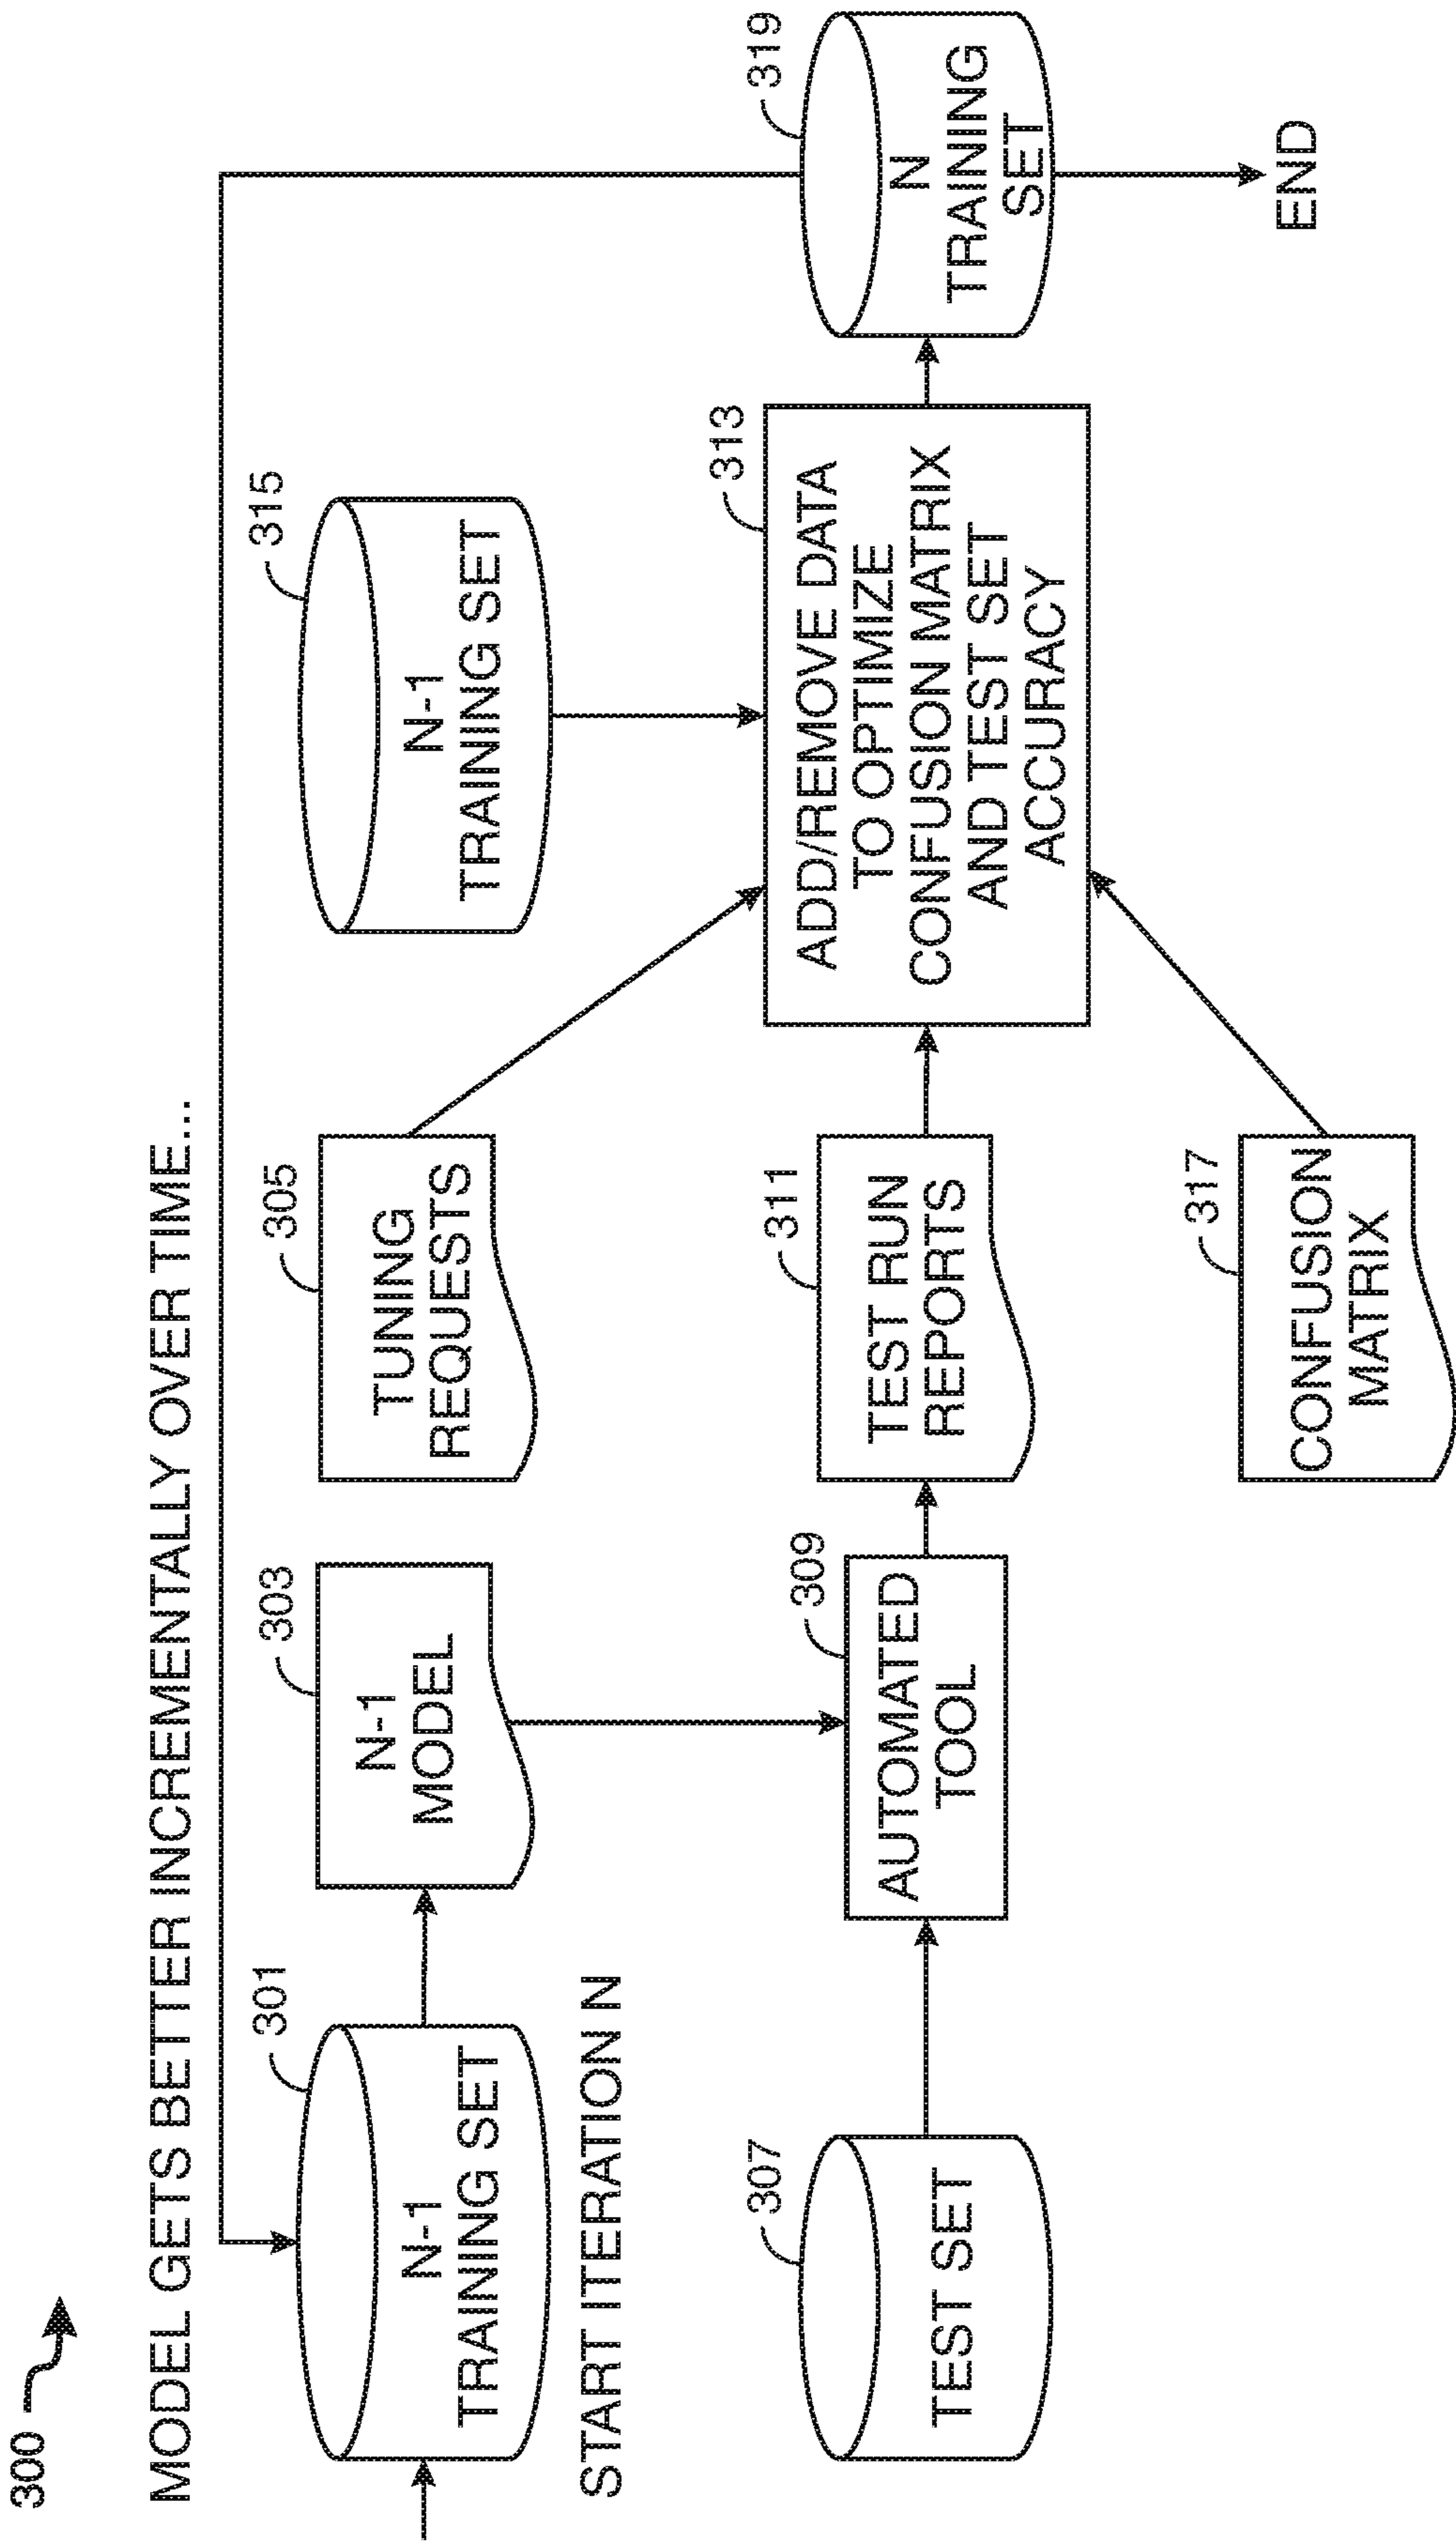 300
MODEL GETS BETTER INCREMENTALLY OVER TIME...
301
N-1
TRAINING SET
START ITERATION N
303
N-1
MODEL
305
TUNING
REQUESTS
315
N-1
TRAINING SET
307
TEST SET
309
AUTOMATED
TOOL
311
TEST RUN
REPORTS
313
ADD/REMOVE DATA
TO OPTIMIZE
CONFUSION MATRIX
AND TEST SET
ACCURACY
319
N
TRAINING
SET
END
317
CONFUSION
MATRIX